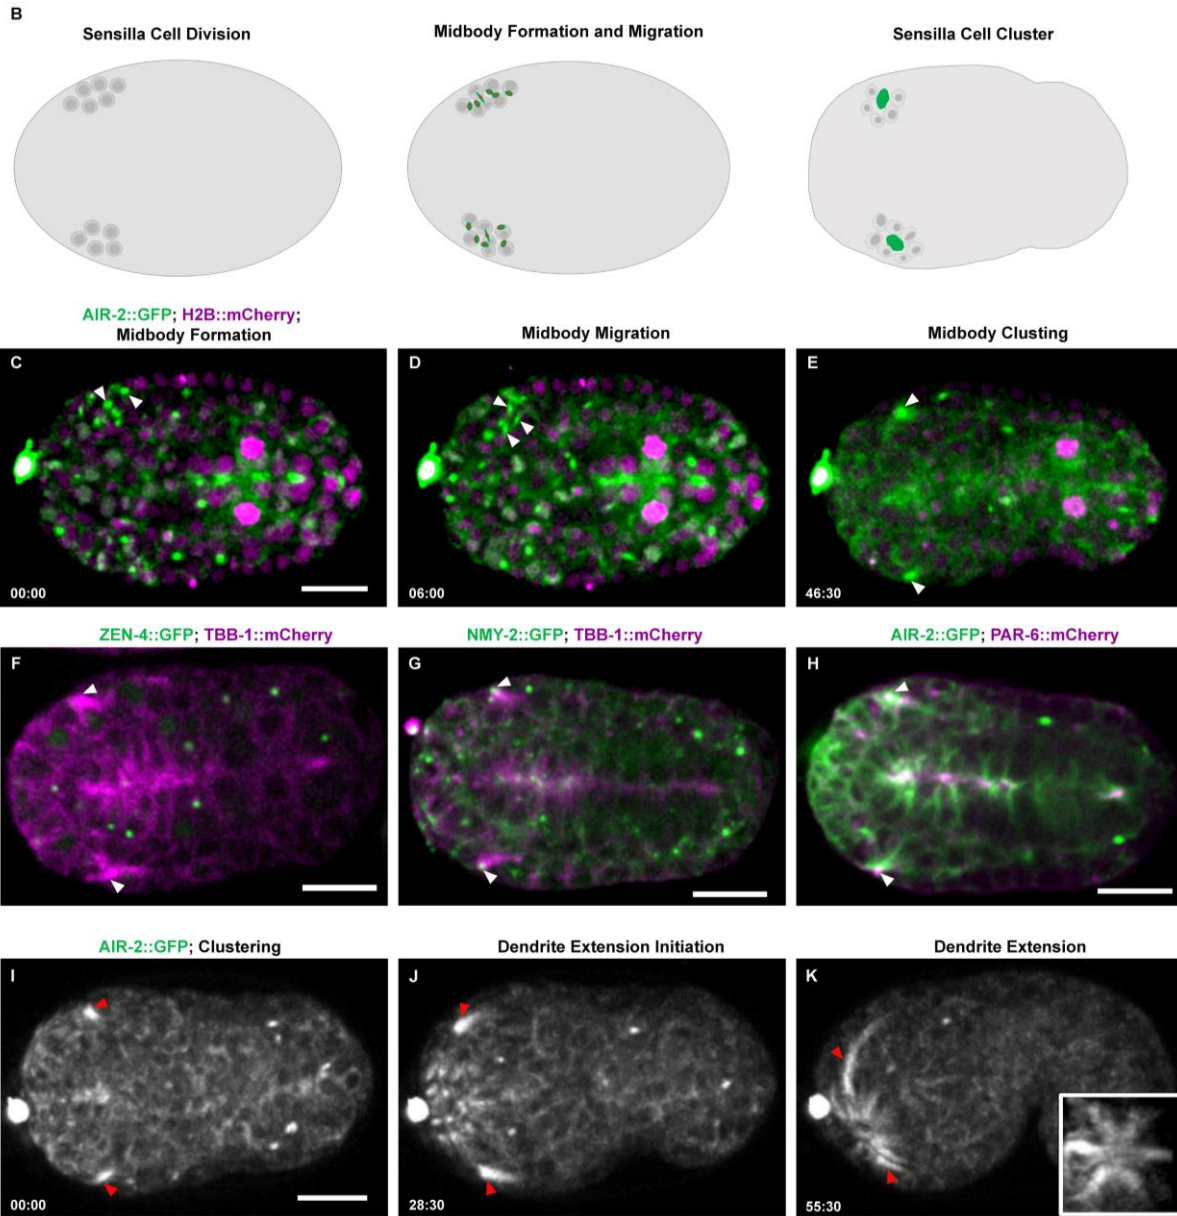 B
Sensilla Cell Division
Midbody Formation and Migration
Sensilla Cell Cluster
AIR-2::GFP; H2B::mCherry;
Midbody Formation
Midbody Migration
Midbody Clusting
C
D
E
00:00
06:00
46:30
ZEN-4::GFP; TBB-1::mCherry
NMY-2::GFP; TBB-1::mCherry
AIR-2::GFP; PAR-6::mCherry
F
G
H
AIR-2::GFP; Clustering
Dendrite Extension Initiation
Dendrite Extension
I
J
K
00:00
28:30
55:30